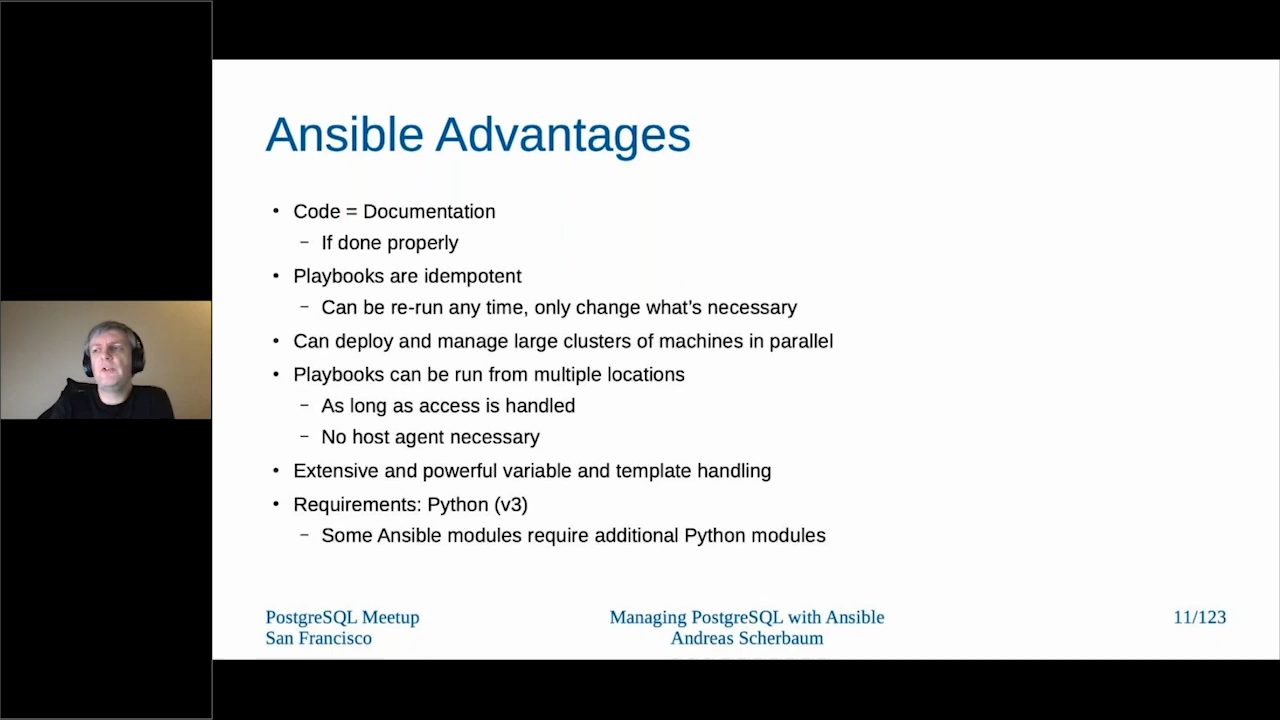 Ansible Advantages
• Code = Documentation
– If done properly
• Playbooks are idempotent
– Can be re-run any time, only change what's necessary
• Can deploy and manage large clusters of machines in parallel
• Playbooks can be run from multiple locations
– As long as access is handled
– No host agent necessary
• Extensive and powerful variable and template handling
• Requirements: Python (v3)
– Some Ansible modules require additional Python modules
PostgreSQL Meetup
San Francisco
Managing PostgreSQL with Ansible
Andreas Scherbaum
11/123